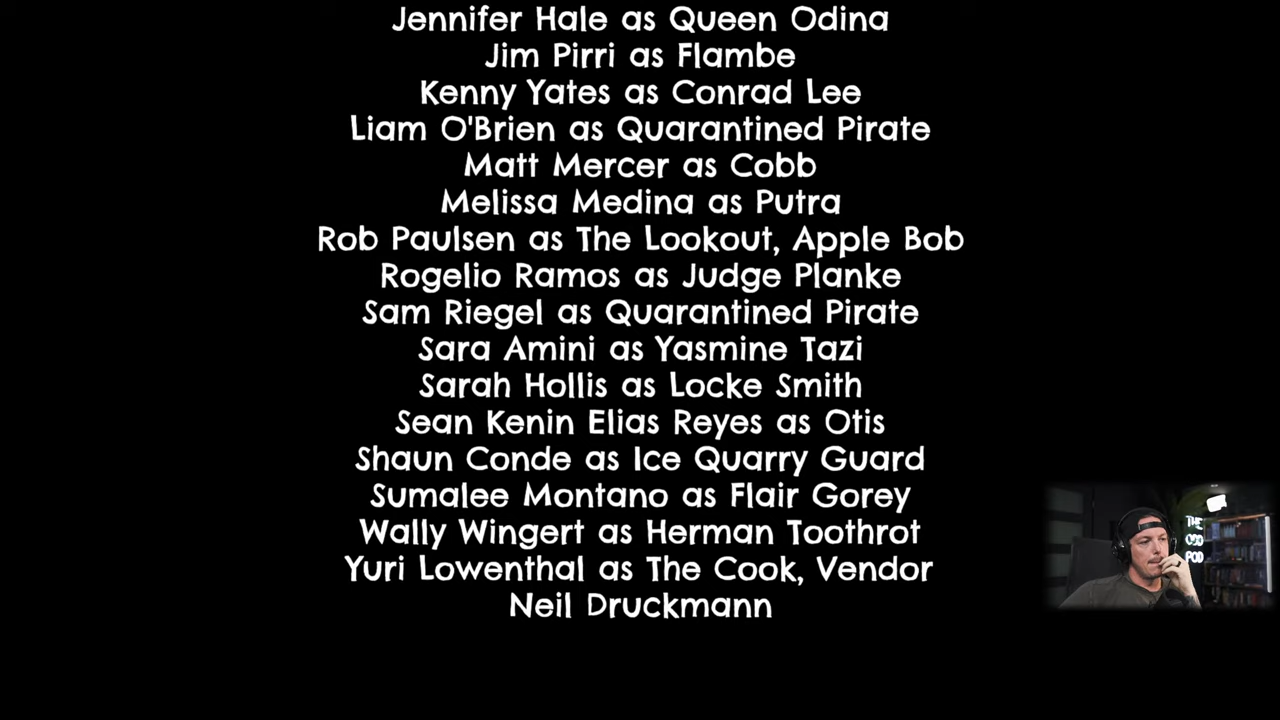 Jennifer Hale as Queen Odina
Jim Pirri as Flambe
Kenny Yates as Conrad Lee
Liam O'Brien as Quarantined Pirate
Matt Mercer as Cobb
Melissa Medina as Putra
Rob Paulsen as The Lookout, Apple Bob
Rogelio Ramos as Judge Planke
Sam Riegel as Quarantined Pirate
Sara Amini as Yasmine Tazi
Sarah Hollis as Locke Smith
Sean Kenin Elias Reyes as Otis
Shaun Conde as Ice Quarry Guard
Sumalee Montano as Flair Gorey
Wally Wingert as Herman Toothrot
Yuri Lowenthal as The Cook, Vendor
Neil Druckmann
THE
ODD
POD